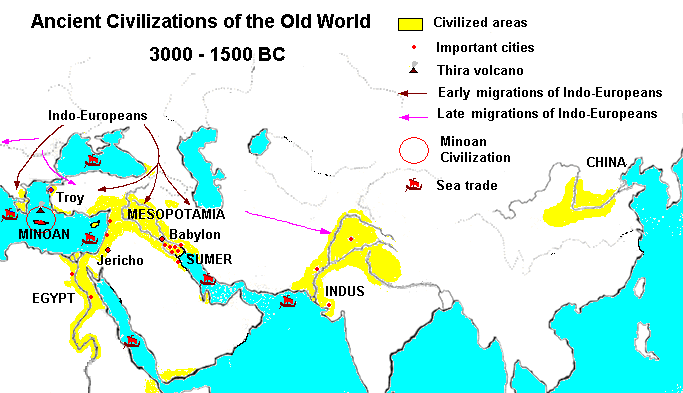 Ancient Civilizations of the Old World
3000 - 1500 BC
Civilized areas
Important cities
Thira volcano
Early migrations of Indo-Europeans
Late migrations of Indo-Europeans
Minoan
Civilization
Sea trade
Indo-Europeans
CHINA
Troy
MESOPOTAMIA
MINOAN
Babylon
Jericho
SUMER
EGYPT
INDUS